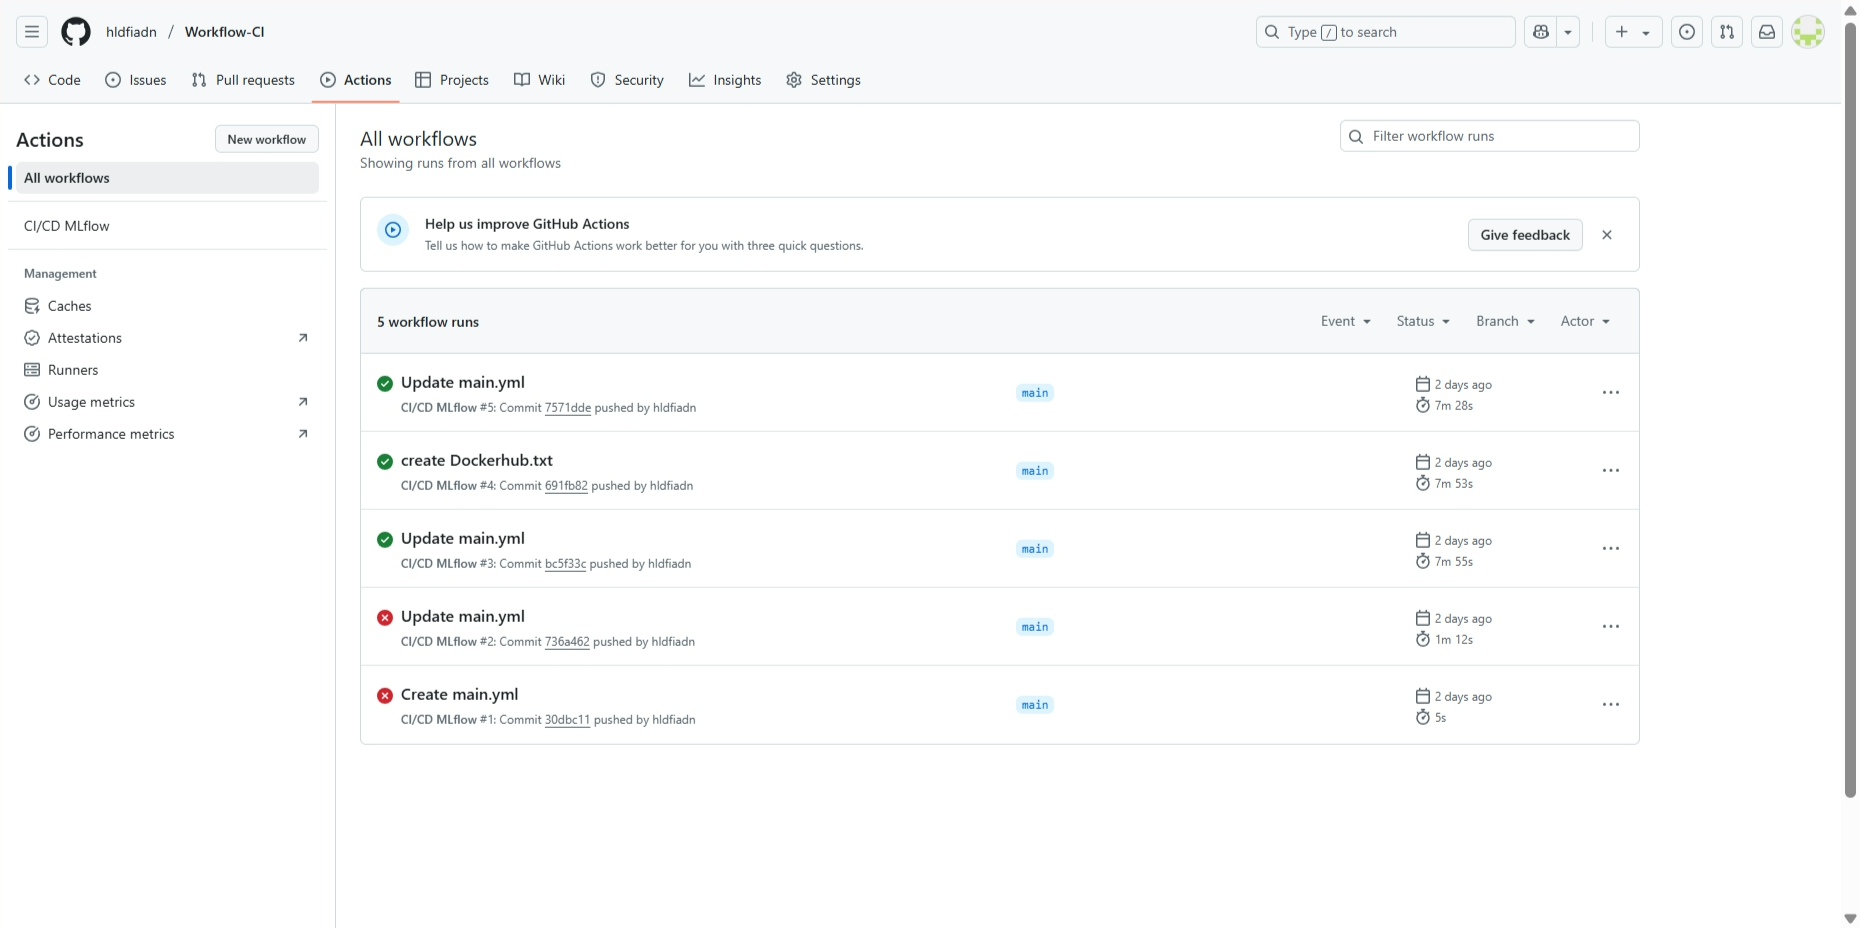 hldfiadn / Workflow-CI
Type / to search
Code
Issues
Pull requests
Actions
Projects
Wiki
Security
Insights
Settings
Actions
New workflow
All workflows
CI/CD MLflow
Management
Caches
Attestations
Runners
Usage metrics
Performance metrics
All workflows
Showing runs from all workflows
Filter workflow runs
Help us improve GitHub Actions
Tell us how to make GitHub Actions work better for you with three quick questions.
Give feedback
5 workflow runs
Event
Status
Branch
Actor
Update main.yml
CI/CD MLflow #5: Commit 7571dde pushed by hldfiadn
main
2 days ago
7m 28s
create Dockerhub.txt
CI/CD MLflow #4: Commit 691fb82 pushed by hldfiadn
main
2 days ago
7m 53s
Update main.yml
CI/CD MLflow #3: Commit bc5f33c pushed by hldfiadn
main
2 days ago
7m 55s
Update main.yml
CI/CD MLflow #2: Commit 736a462 pushed by hldfiadn
main
2 days ago
1m 12s
Create main.yml
CI/CD MLflow #1: Commit 30dbc11 pushed by hldfiadn
main
2 days ago
5s